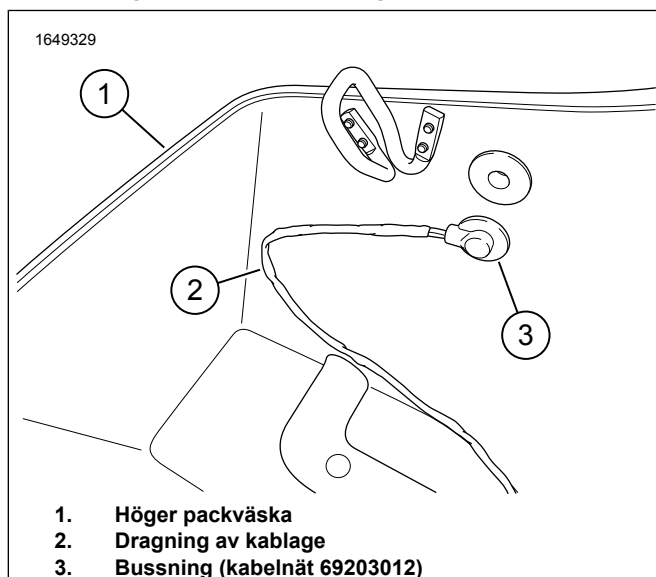 1649329
1
2
3
1. Höger packväska
2. Dragning av kablage
3. Bussning (kabelnät 69203012)